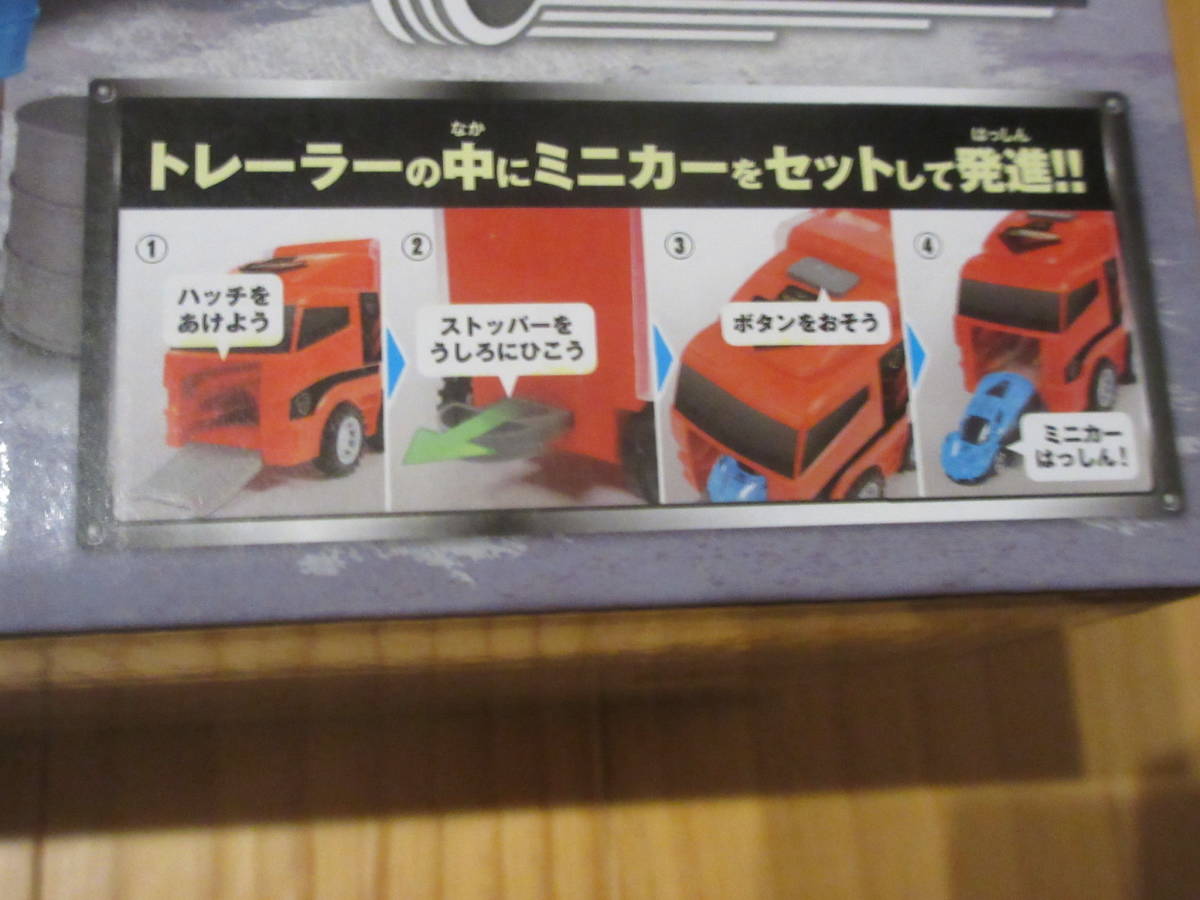 なか はっしん
トレーラーの中にミニカーをセットして発進!!
①
ハッチを
あけよう
②
ストッパーを
うしろにひこう
③
ボタンをおそう
④
ミニカー
はっしん！